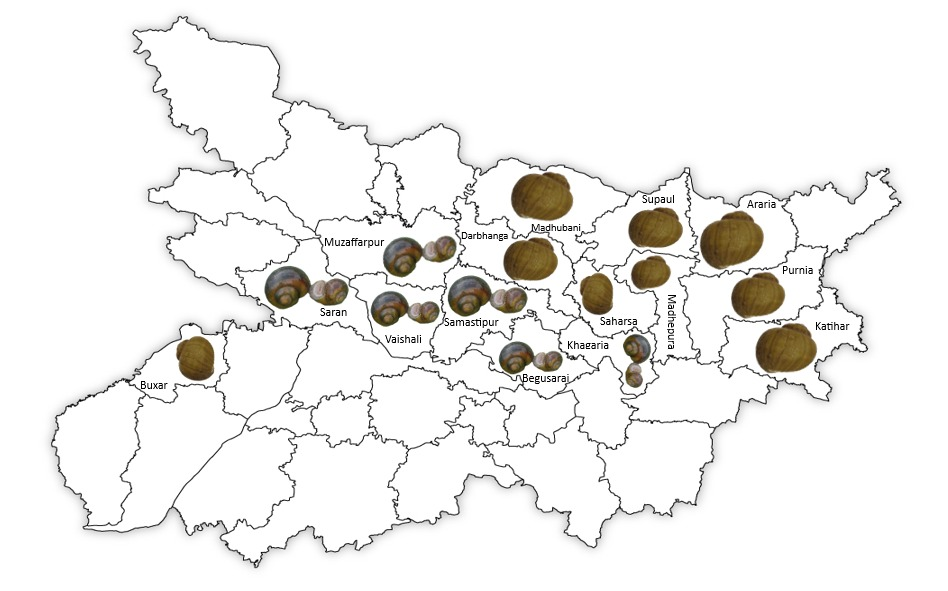 Supaul
Araria
Madhubani
Darbhanga
Muzaffarpur
Purnia
Saran
Samastipur
Saharsa
Madhepura
Katihar
Vaishali
Khagaria
Begusarai
Buxar